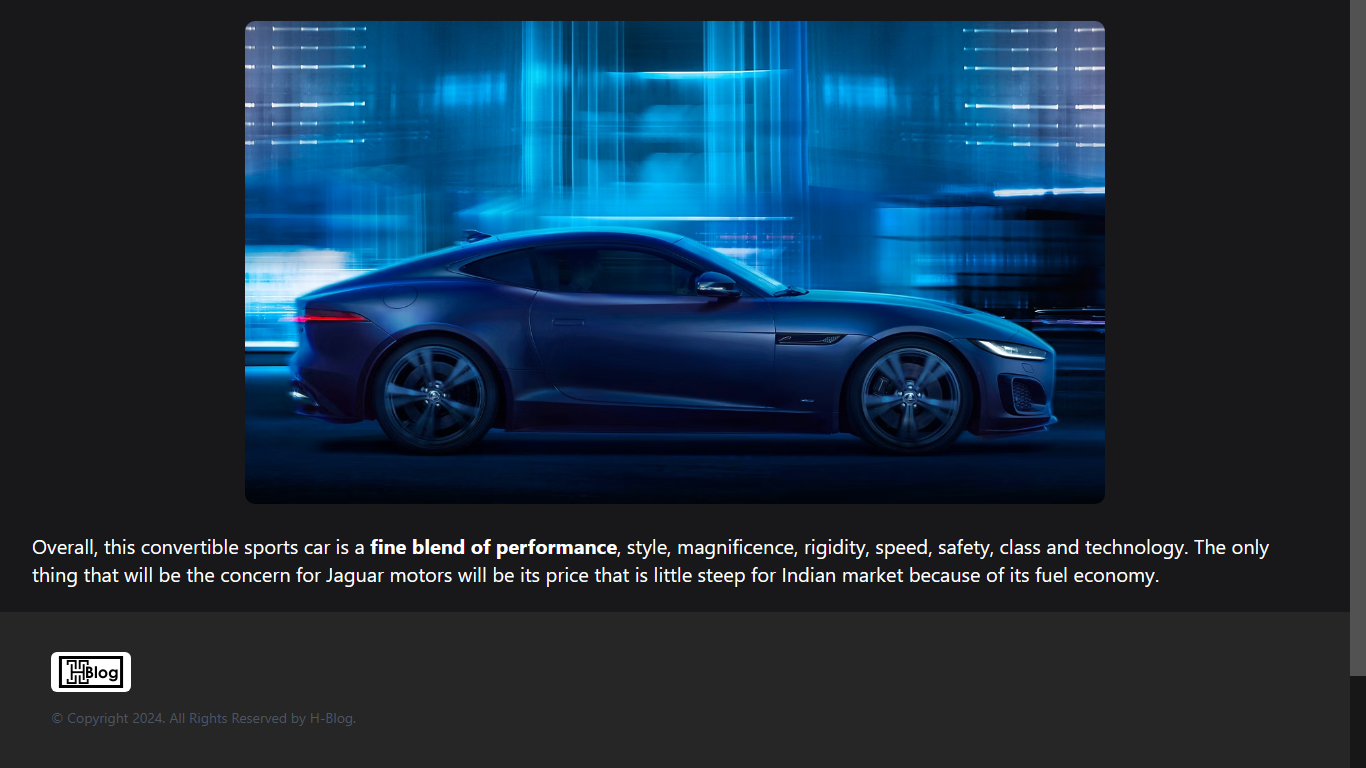 Overall, this convertible sports car is a fine blend of performance, style, magnificence, rigidity, speed, safety, class and technology. The only
thing that will be the concern for Jaguar motors will be its price that is little steep for Indian market because of its fuel economy.
HBlog
© Copyright 2024. All Rights Reserved by H-Blog.